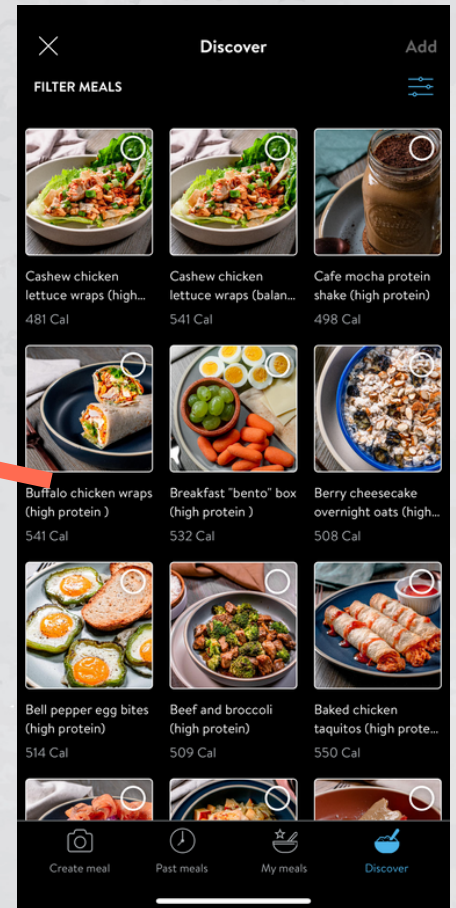 Discover
Add
FILTER MEALS
Cashew chicken
lettuce wraps (high...
481 Cal
Cashew chicken
lettuce wraps (balan...
541 Cal
Cafe mocha protein
shake (high protein)
498 Cal
Buffalo chicken wraps
(high protein )
541 Cal
Breakfast "bento" box
(high protein )
532 Cal
Berry cheesecake
overnight oats (high...
508 Cal
Bell pepper egg bites
(high protein)
514 Cal
Beef and broccoli
(high protein)
509 Cal
Baked chicken
taquitos (high prote...
550 Cal
Create meal
Past meals
My meals
Discover